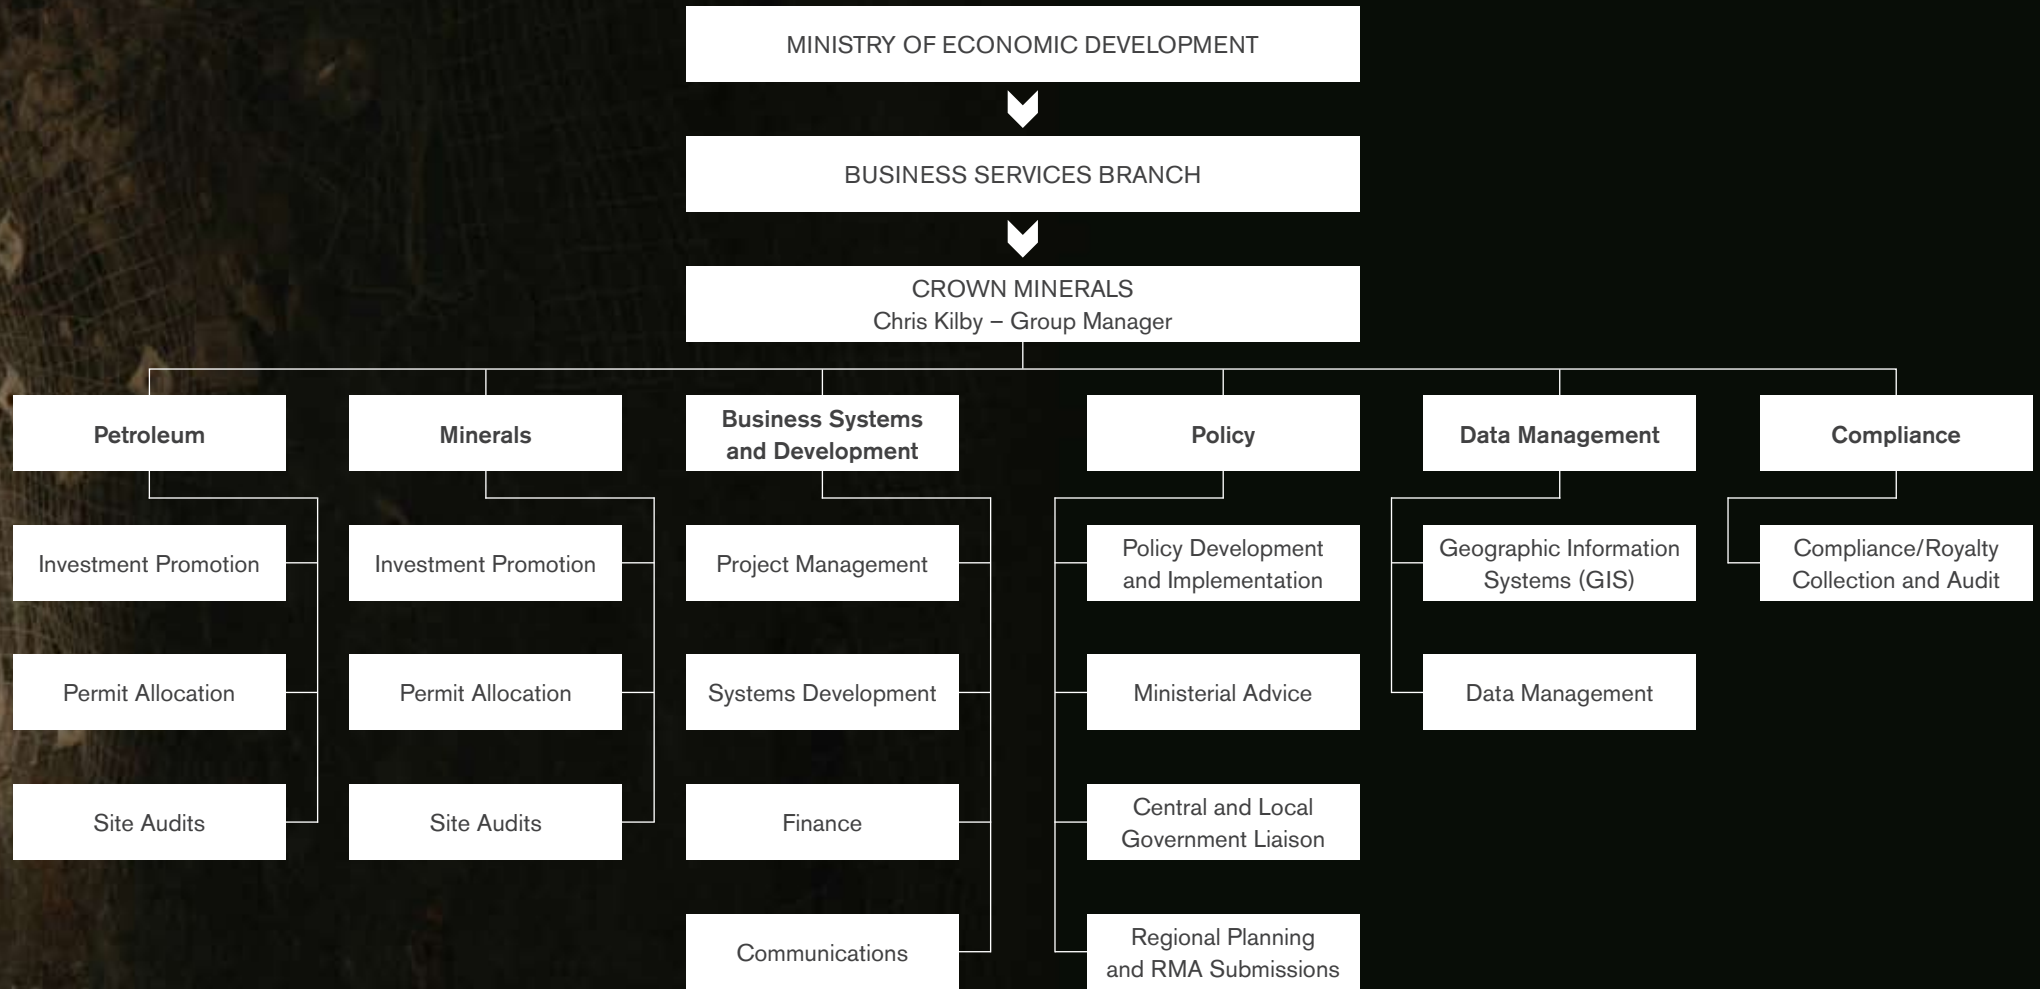 MINISTRY OF ECONOMIC DEVELOPMENT
BUSINESS SERVICES BRANCH
CROWN MINERALS
Chris Kilby – Group Manager
Petroleum
Investment Promotion
Permit Allocation
Site Audits
Minerals
Investment Promotion
Permit Allocation
Site Audits
Business Systems
and Development
Project Management
Systems Development
Finance
Communications
Policy
Policy Development
and Implementation
Ministerial Advice
Central and Local
Government Liaison
Regional Planning
and RMA Submissions
Data Management
Geographic Information
Systems (GIS)
Data Management
Compliance
Compliance/Royalty
Collection and Audit